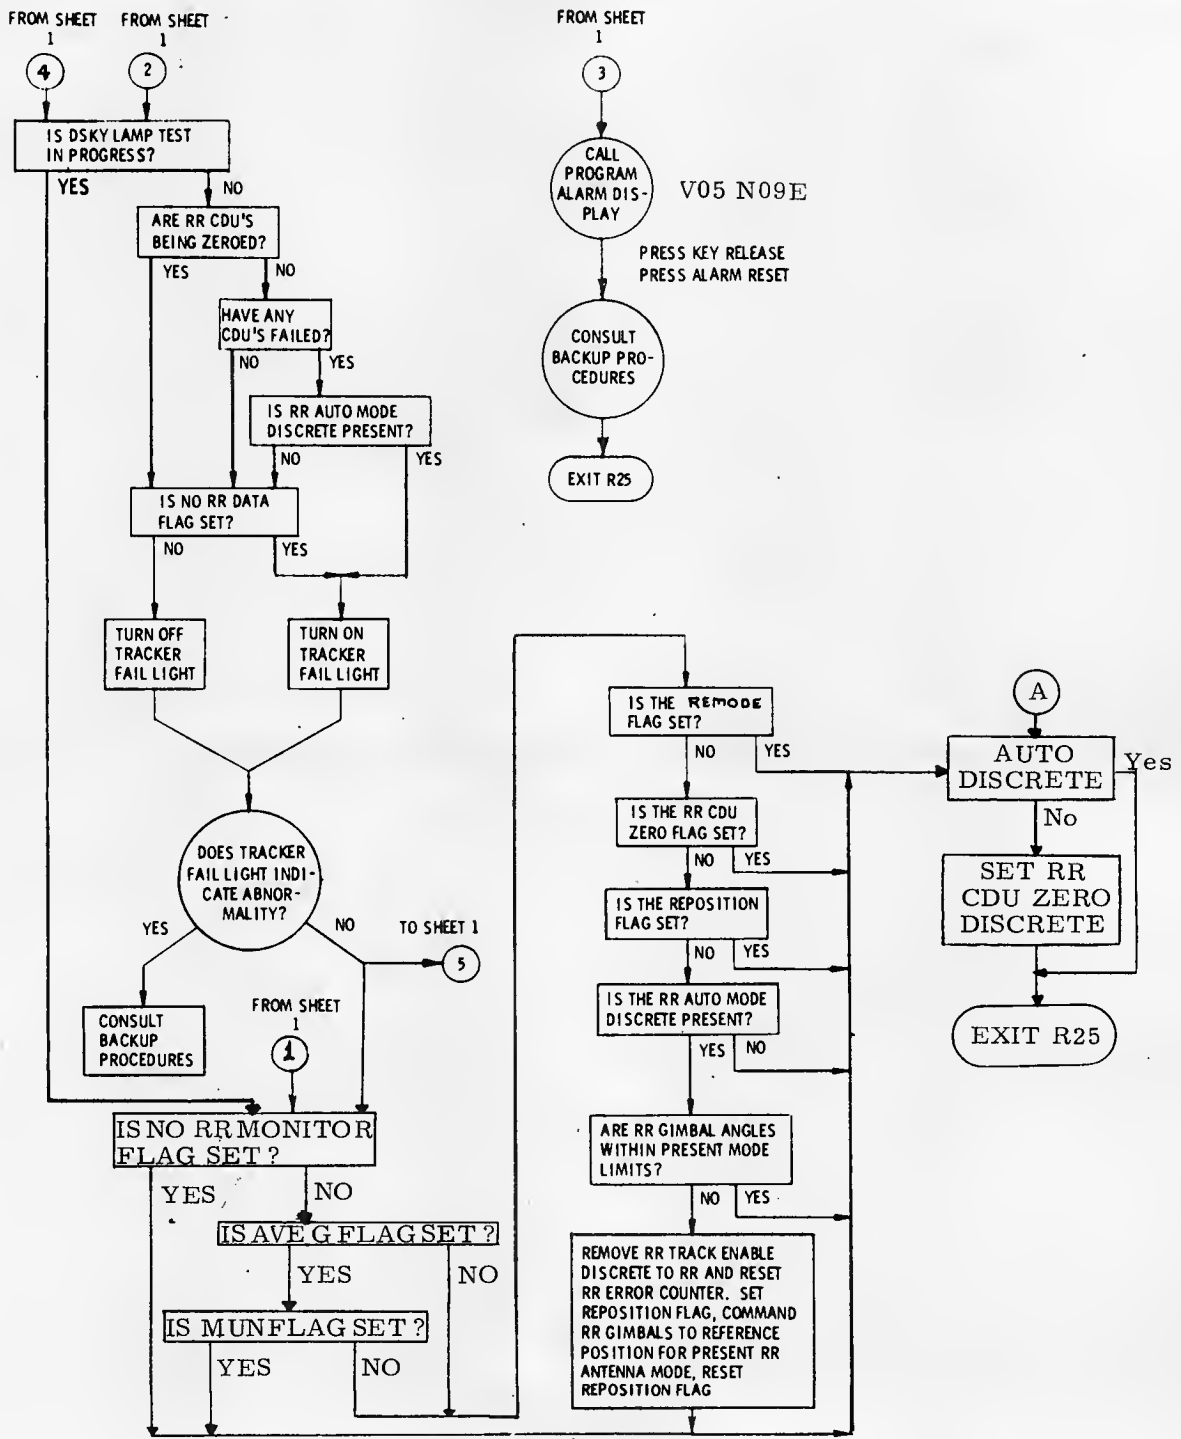 FROM SHEET
1
4
FROM SHEET
1
2
IS DSKY LAMP TEST
IN PROGRESS?
YES
NO
ARE RR CDU'S
BEING ZEROED?
YES
NO
HAVE ANY
CDU'S FAILED?
NO
YES
IS RR AUTO MODE
DISCRETE PRESENT?
NO
YES
IS NO RR DATA
FLAG SET?
NO
YES
TURN OFF
TRACKER
FAIL LIGHT
TURN ON
TRACKER
FAIL LIGHT
DOES TRACKER
FAIL LIGHT INDI-
CATE ABNOR-
MALITY?
YES
NO
TO SHEET 1
5
CONSULT
BACKUP
PROCEDURES
FROM SHEET
1
1
IS NO RR MONITOR
FLAG SET ?
YES
NO
IS AVE G FLAG SET ?
YES
NO
IS MUNFLAG SET ?
YES
NO
FROM SHEET
1
3
CALL
PROGRAM
ALARM DIS-
PLAY
V05 N09E
PRESS KEY RELEASE
PRESS ALARM RESET
CONSULT
BACKUP PRO-
CEDURES
EXIT R25
IS THE REMODE
FLAG SET?
NO
YES
IS THE RR CDU
ZERO FLAG SET?
NO
YES
IS THE REPOSITION
FLAG SET?
NO
YES
IS THE RR AUTO MODE
DISCRETE PRESENT?
YES
NO
ARE RR GIMBAL ANGLES
WITHIN PRESENT MODE
LIMITS?
NO
YES
REMOVE RR TRACK ENABLE
DISCRETE TO RR AND RESET
RR ERROR COUNTER. SET
REPOSITION FLAG, COMMAND
RR GIMBALS TO REFERENCE
POSITION FOR PRESENT RR
ANTENNA MODE, RESET
REPOSITION FLAG
A
AUTO
DISCRETE
Yes
No
SET RR
CDU ZERO
DISCRETE
EXIT R25